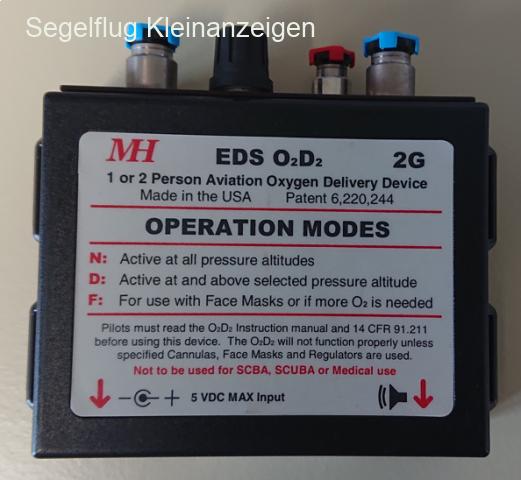 Segelflug Kleinanzeigen
MH EDS O₂D₂ 2G
1 or 2 Person Aviation Oxygen Delivery Device
Made in the USA Patent 6,220,244
OPERATION MODES
N: Active at all pressure altitudes
D: Active at and above selected pressure altitude
F: For use with Face Masks or if more O₂ is needed
Pilots must read the O₂D₂ Instruction manual and 14 CFR 91.211
before using this device. The O₂D₂ will not function properly unless
specified Cannulas, Face Masks and Regulators are used.
Not to be used for SCBA, SCUBA or Medical use
5 VDC MAX Input